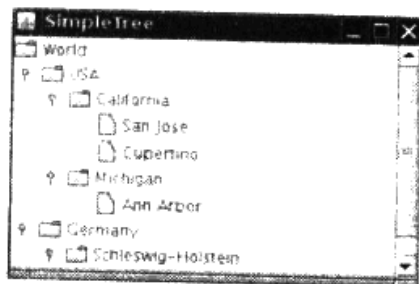 SimpleTree
World
USA
California
San Jose
Cupertino
Michigan
Ann Arbor
Germany
Schleswig-Holstein